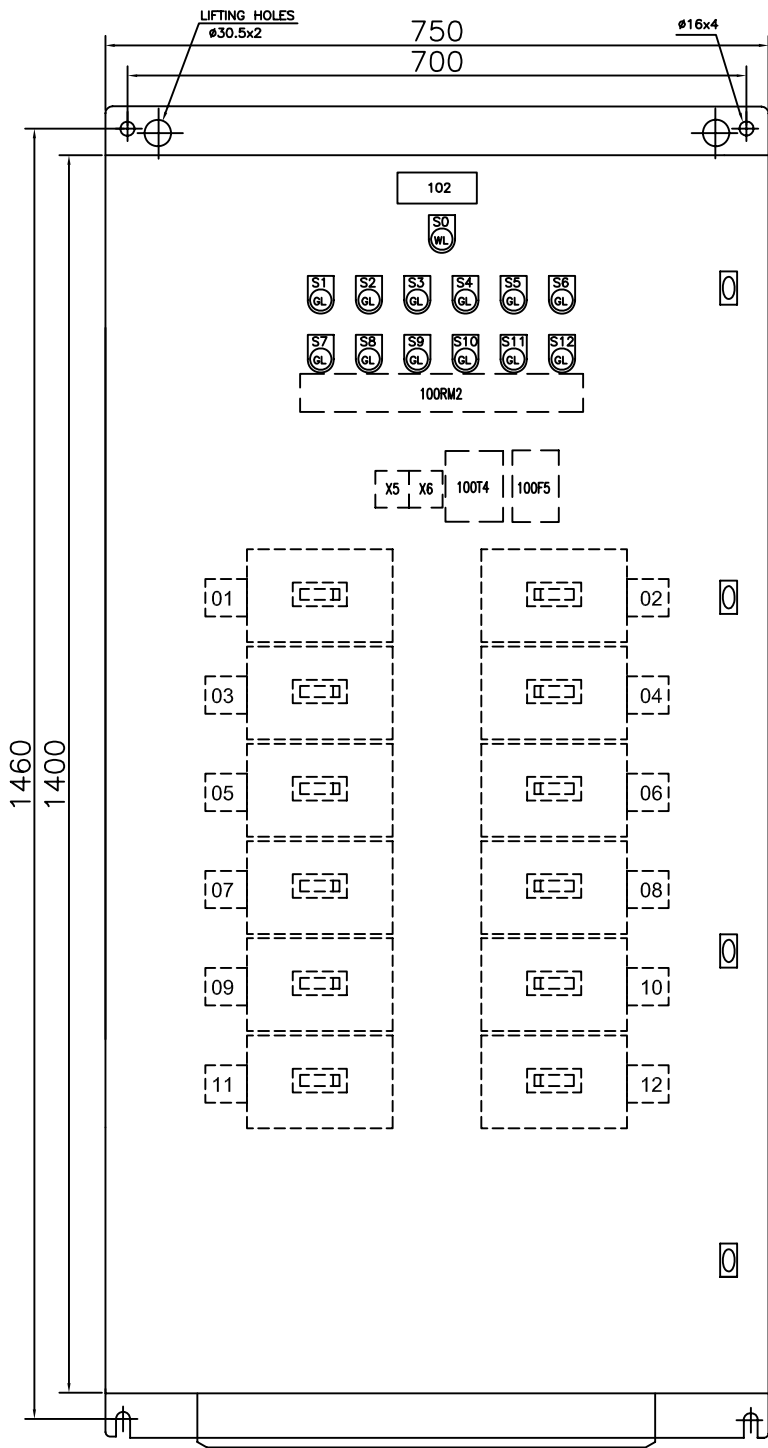 LIFTING HOLES
ø30.5x2
750
ø16x4
700
102
S0
WL
S1 S2 S3 S4 S5 S6
GL GL GL GL GL GL
S7 S8 S9 S10 S11 S12
GL GL GL GL GL GL
100RM2
X5 X6 100T4 100F5
01 02
03 04
1460
1400
05 06
07 08
09 10
11 12